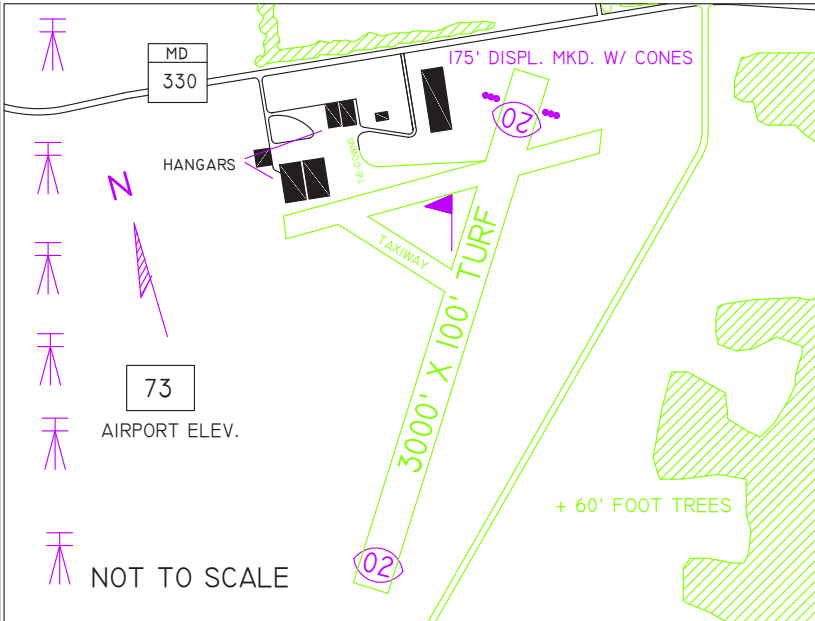 MD
330
175' DISPL. MKD. W/ CONES
20
HANGARS
TIE-DOWNS
N
TAXIWAY
3000' X 100' TURF
73
AIRPORT ELEV.
+ 60' FOOT TREES
02
NOT TO SCALE